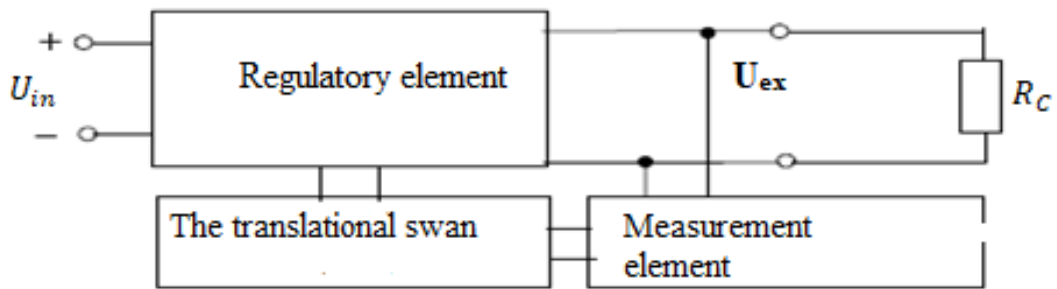 +
Regulatory element
U_in
U_ex
R_C
−
The translational swan
Measurement
element